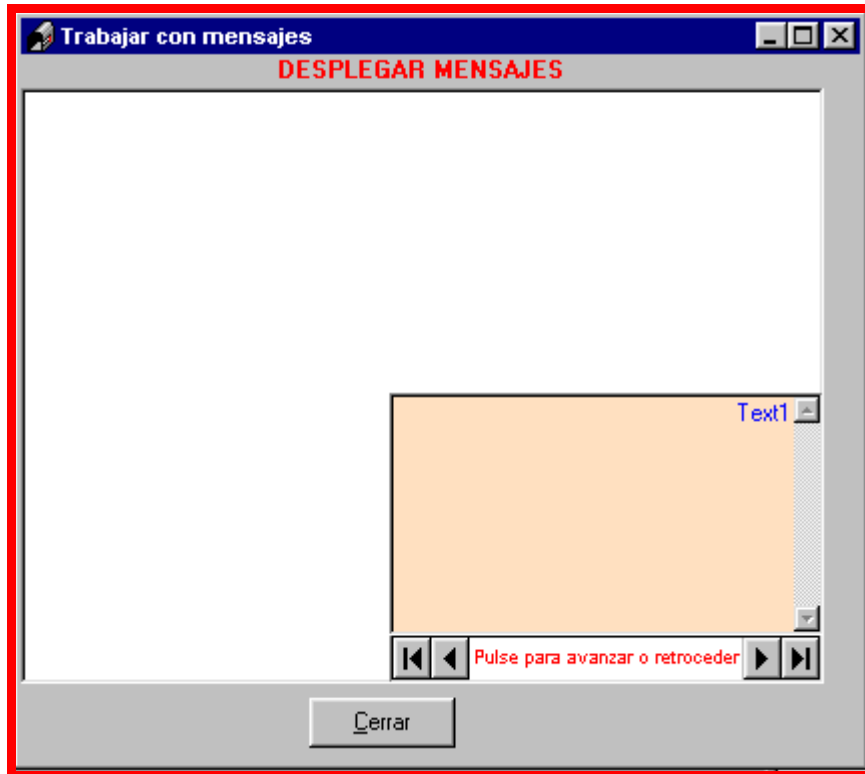 Trabajar con mensajes
DESPLEGAR MENSAJES
Text1
Pulse para avanzar o retroceder
Cerrar